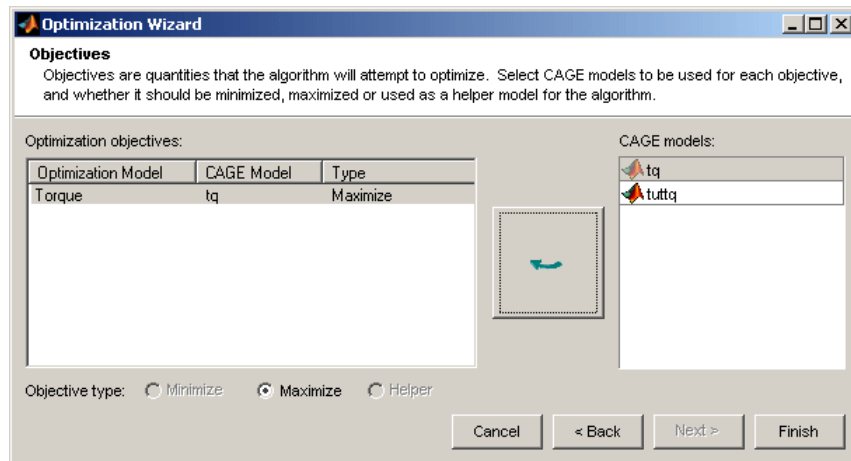 Optimization Wizard
Objectives
Objectives are quantities that the algorithm will attempt to optimize. Select CAGE models to be used for each objective,
and whether it should be minimized, maximized or used as a helper model for the algorithm.
Optimization objectives:
CAGE models:
Optimization Model CAGE Model Type
Torque tq Maximize
tq
tuttq
Objective type: Minimize Maximize Helper
Cancel < Back Next > Finish